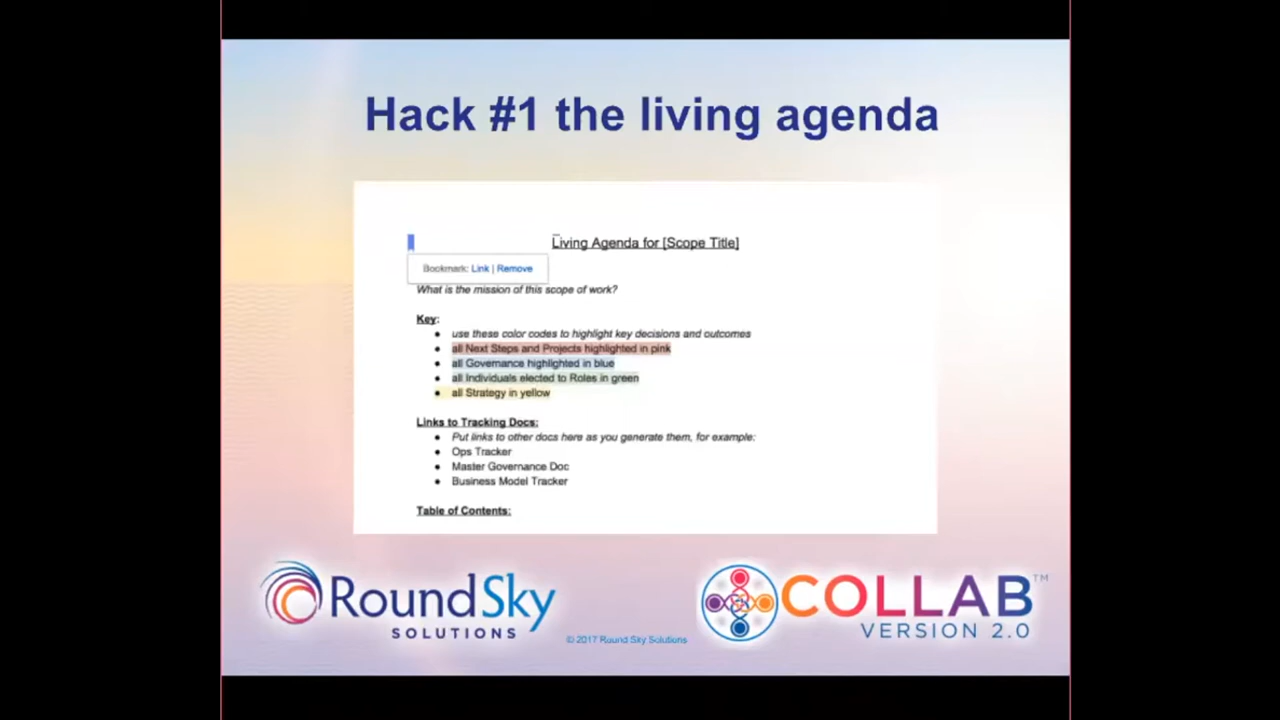 Hack #1 the living agenda
Living Agenda for [Scope Title]
Bookmark: Link | Remove
What is the mission of this scope of work?
Key:
● use these color codes to highlight key decisions and outcomes
● all Next Steps and Projects highlighted in pink
● all Governance highlighted in blue
● all Individuals elected to Roles in green
● all Strategy in yellow
Links to Tracking Docs:
● Put links to other docs here as you generate them, for example:
● Ops Tracker
● Master Governance Doc
● Business Model Tracker
Table of Contents:
RoundSky
SOLUTIONS
© 2017 Round Sky Solutions
COLLAB™
VERSION 2.0